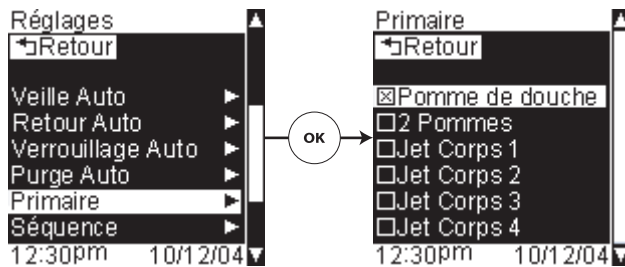 Réglages
Retour
Veille Auto
Retour Auto
Verrouillage Auto
Purge Auto
Primaire
Séquence
12:30pm 10/12/04
OK
Primaire
Retour
Pomme de douche
2 Pommes
Jet Corps 1
Jet Corps 2
Jet Corps 3
Jet Corps 4
12:30pm 10/12/04